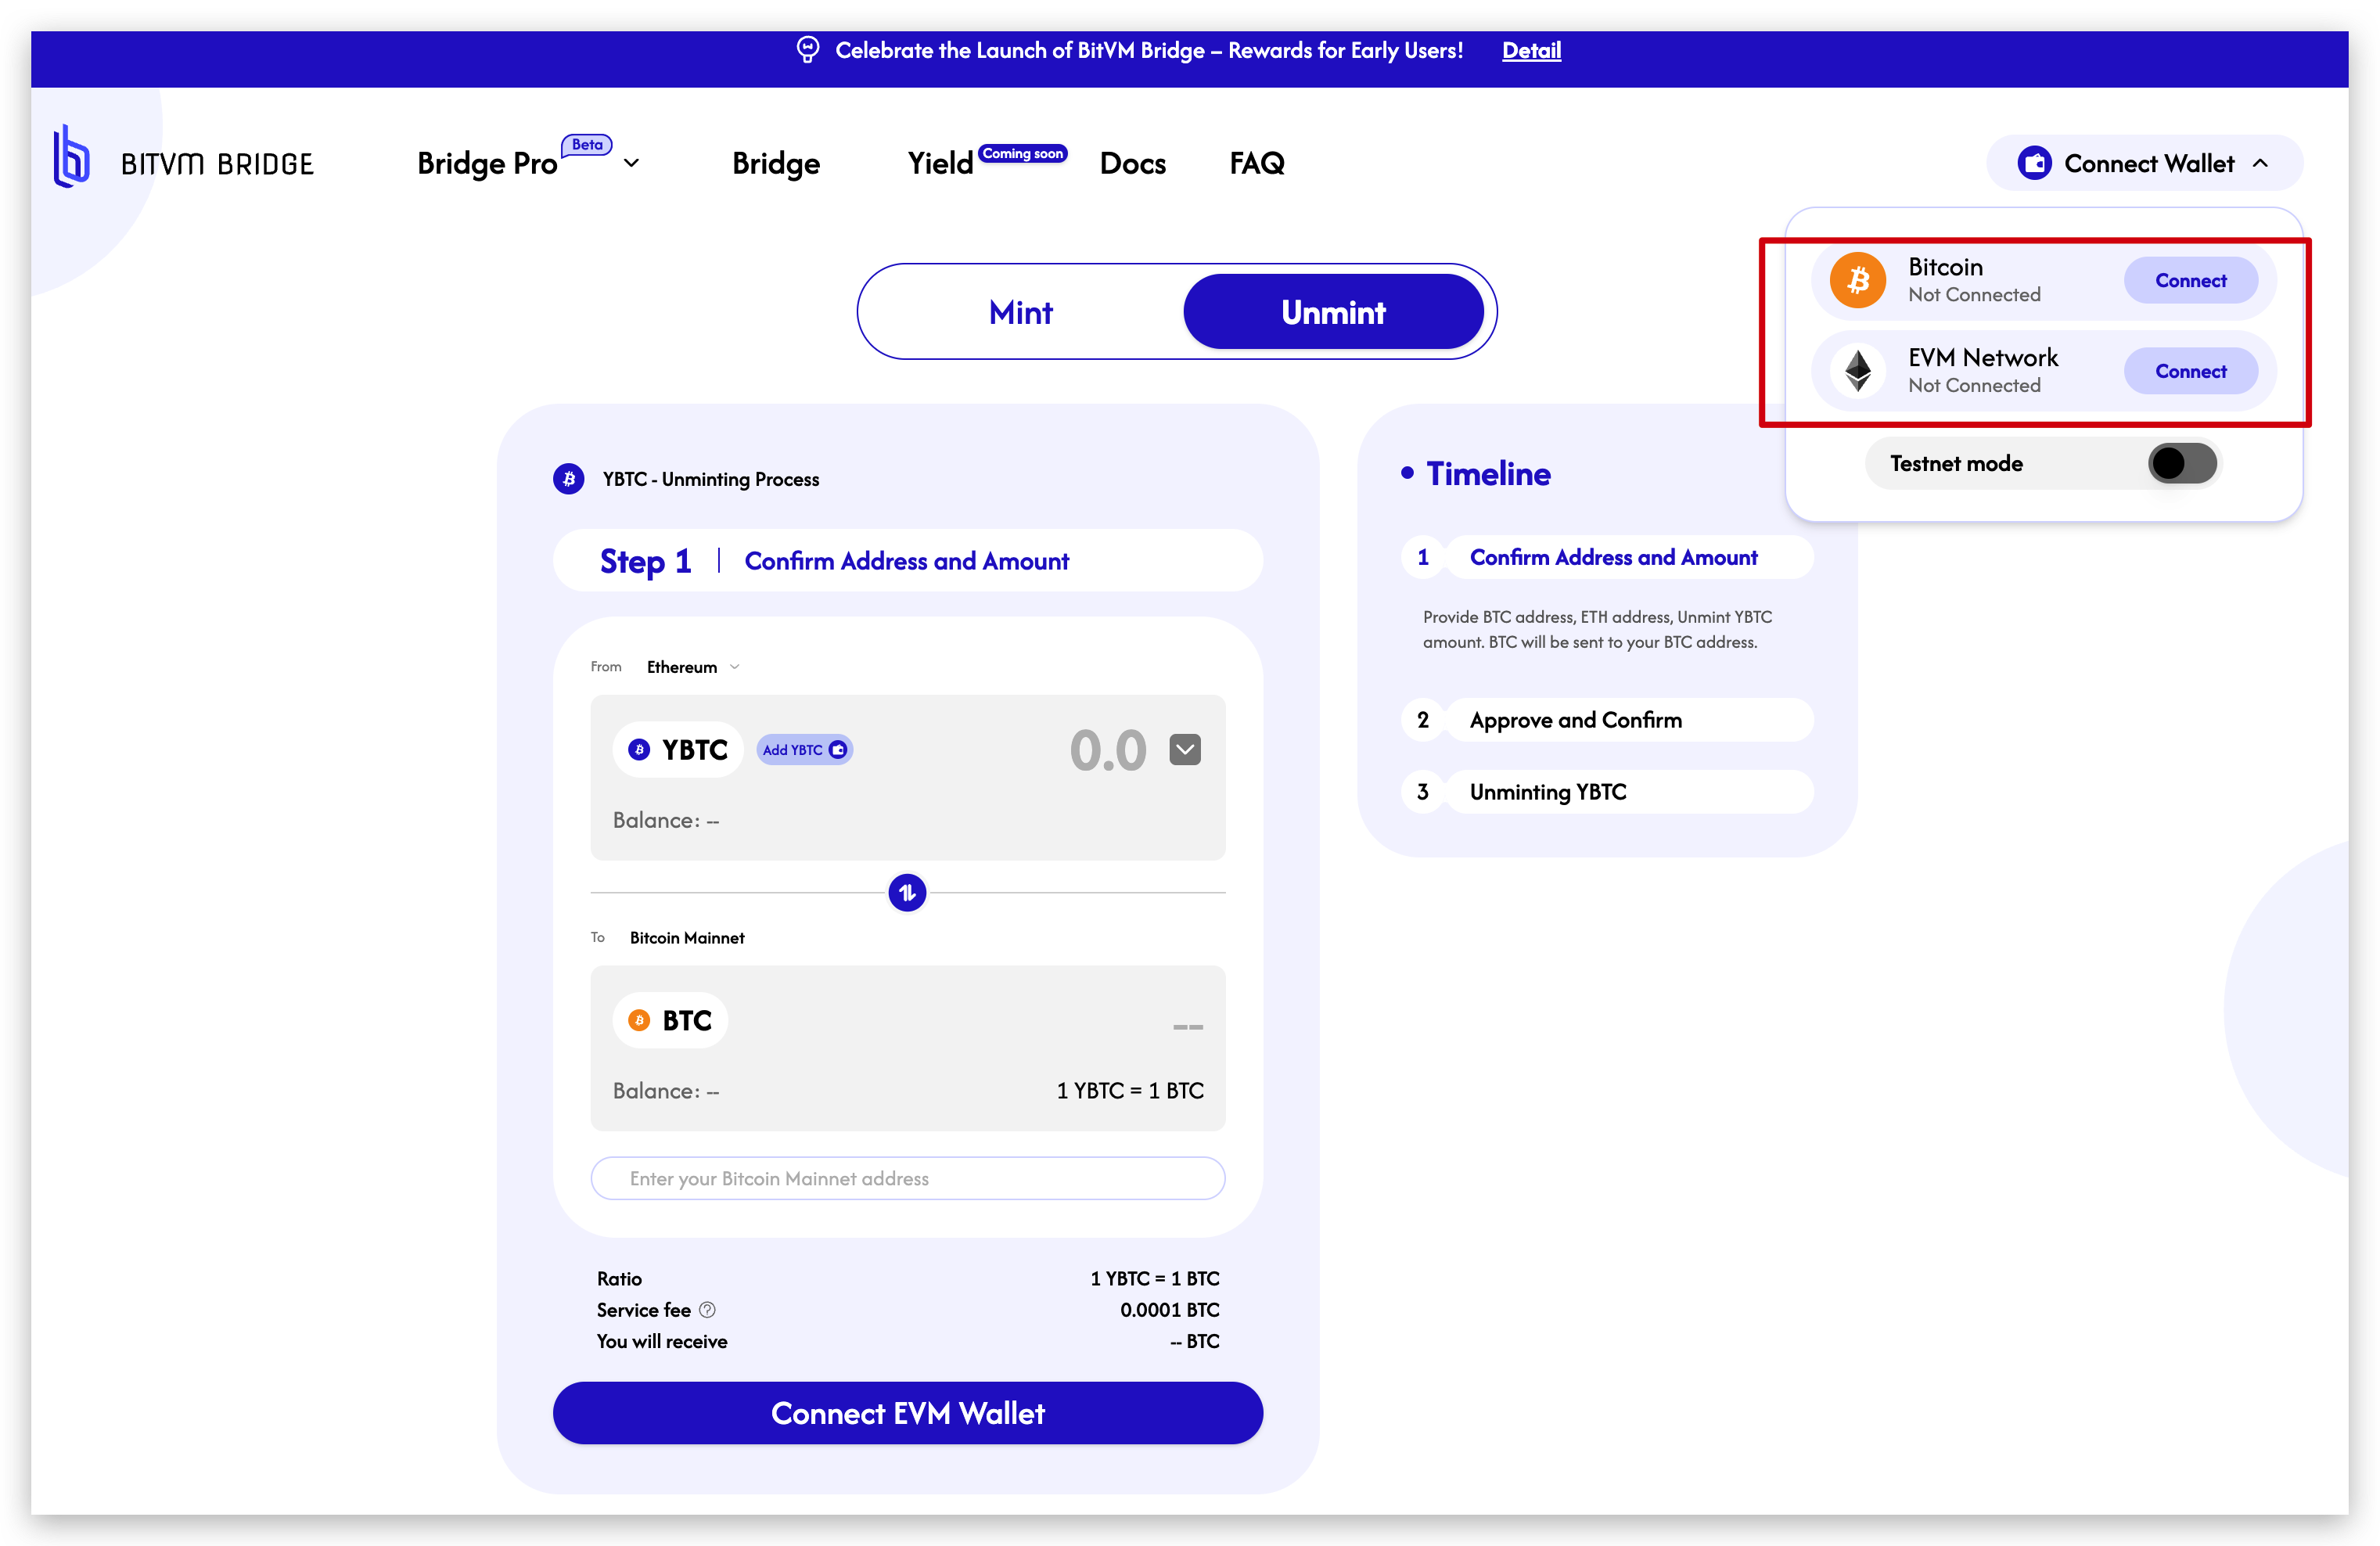 Celebrate the Launch of BitVM Bridge – Rewards for Early Users! Detail
BITVM BRIDGE
Bridge Pro Beta
Bridge
Yield Coming soon
Docs
FAQ
Connect Wallet
Bitcoin
Not Connected
Connect
EVM Network
Not Connected
Connect
Testnet mode
Mint
Unmint
YBTC - Unminting Process
Step 1 | Confirm Address and Amount
From Ethereum
YBTC Add YBTC 0.0
Balance: --
To Bitcoin Mainnet
BTC --
Balance: -- 1 YBTC = 1 BTC
Enter your Bitcoin Mainnet address
Ratio 1 YBTC = 1 BTC
Service fee 0.0001 BTC
You will receive -- BTC
Connect EVM Wallet
Timeline
1 Confirm Address and Amount
Provide BTC address, ETH address, Unmint YBTC
amount. BTC will be sent to your BTC address.
2 Approve and Confirm
3 Unminting YBTC